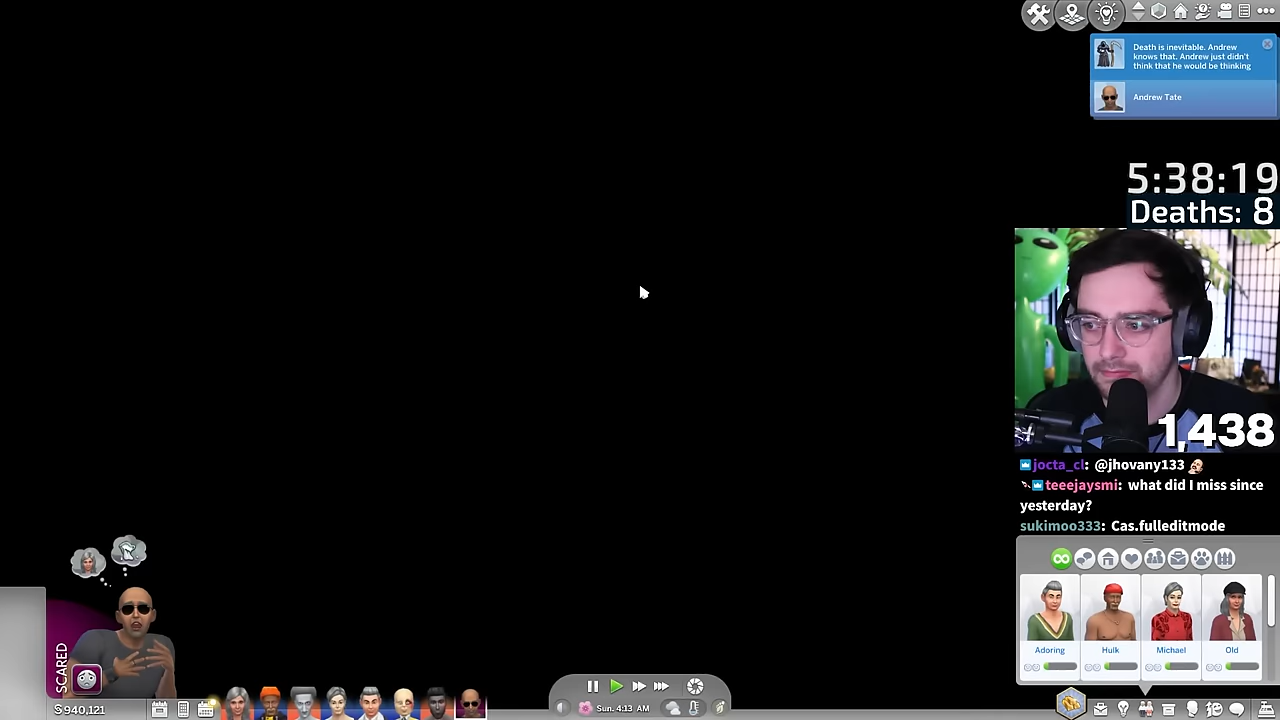 Death is inevitable. Andrew
knows that. Andrew just didn't
think that he would be thinking
Andrew Tate
5:38:19
Deaths: 8
1,438
jocta_cl: @jhovany133
teeejaysmi: what did I miss since
yesterday?
sukimoo333: Cas.fulleditmode
Adoring
Hulk
Michael
Old
SCARED
§940,121
Sun. 4:13 AM